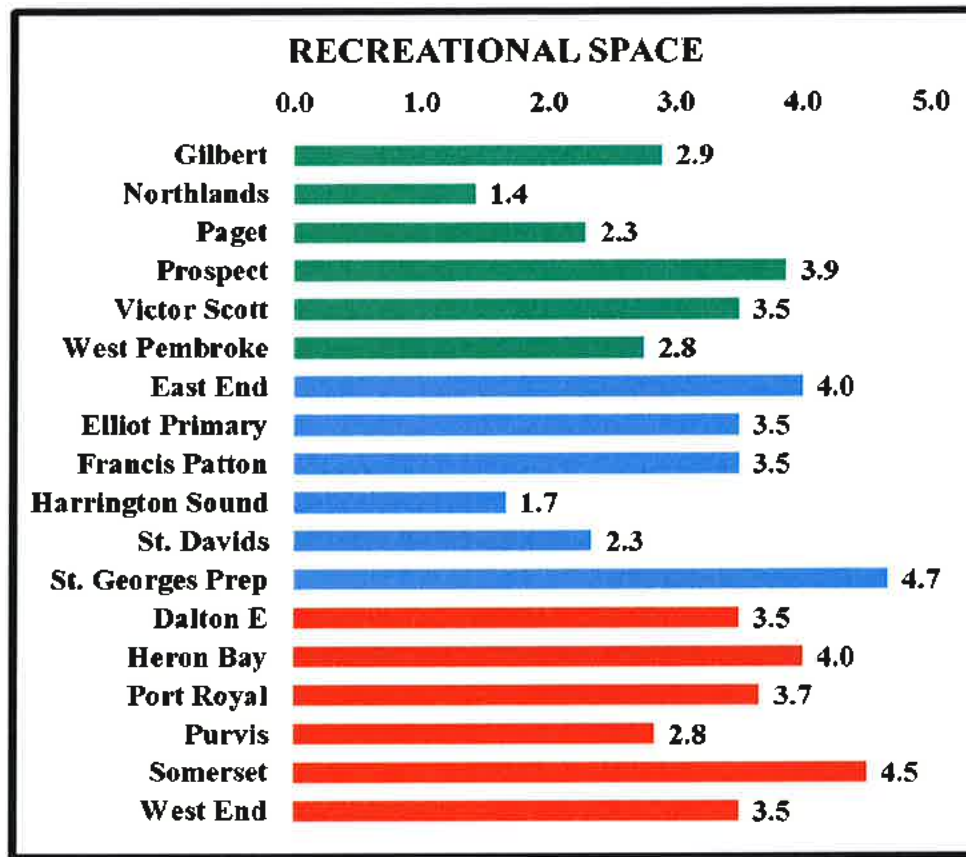 RECREATIONAL SPACE
0.0 1.0 2.0 3.0 4.0 5.0
Gilbert 2.9
Northlands 1.4
Paget 2.3
Prospect 3.9
Victor Scott 3.5
West Pembroke 2.8
East End 4.0
Elliot Primary 3.5
Francis Patton 3.5
Harrington Sound 1.7
St. Davids 2.3
St. Georges Prep 4.7
Dalton E 3.5
Heron Bay 4.0
Port Royal 3.7
Purvis 2.8
Somerset 4.5
West End 3.5